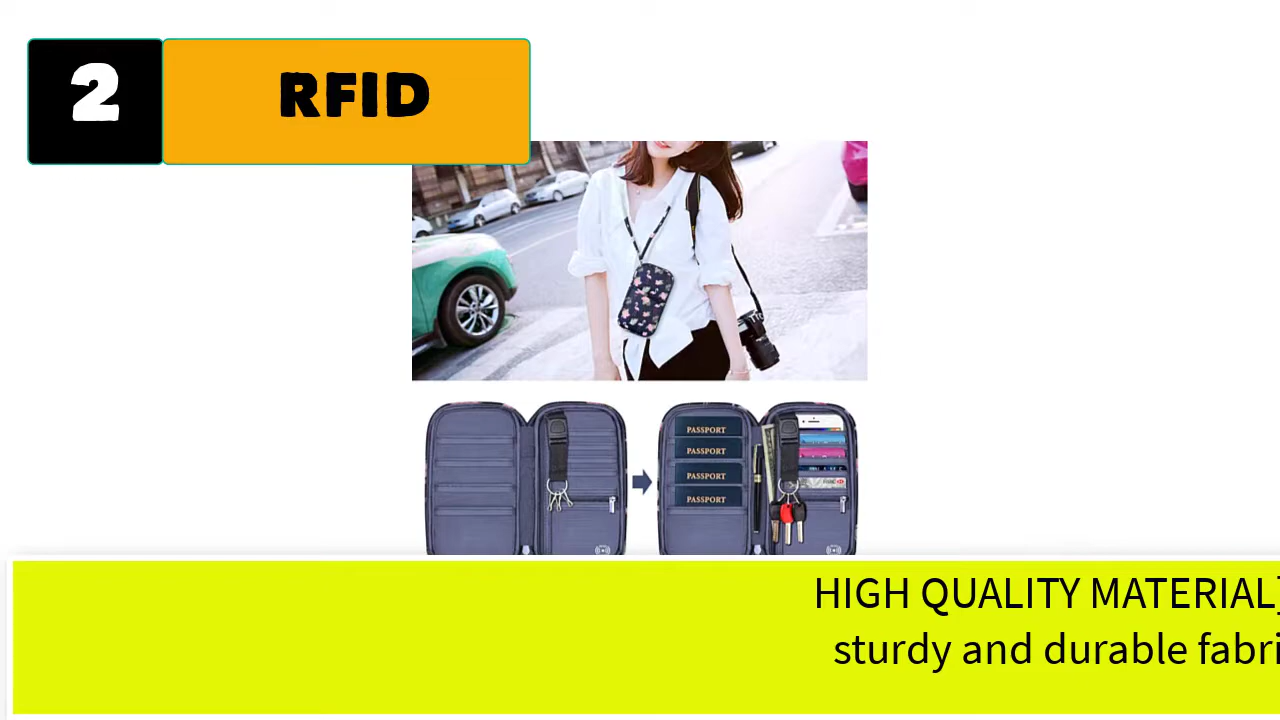 2 RFID
PASSPORT
PASSPORT
PASSPORT
PASSPORT
HIGH QUALITY MATERIAL]
sturdy and durable fabri